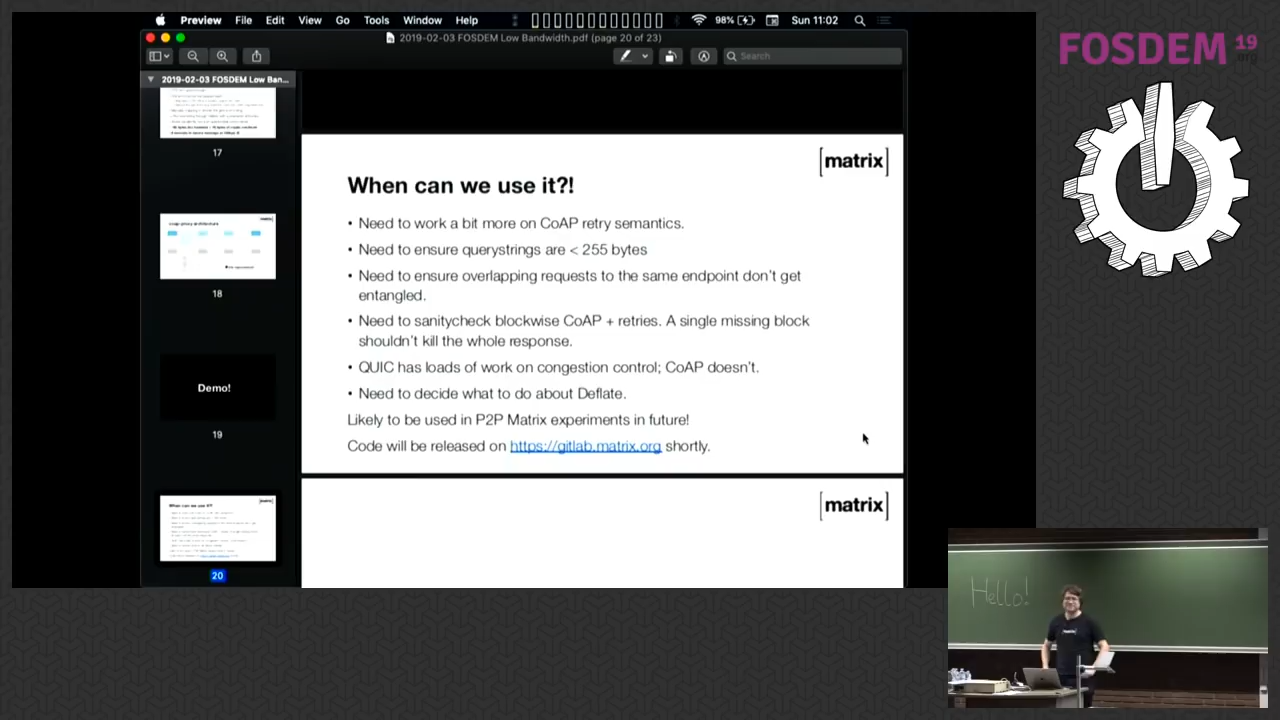 Preview File Edit View Go Tools Window Help 98% Sun 11:02
2019-02-03 FOSDEM Low Bandwidth.pdf (page 20 of 23)
Search
2019-02-03 FOSDEM Low Ban...
17
18
Demo!
19
When can we use it?!
20
[matrix]
When can we use it?!
• Need to work a bit more on CoAP retry semantics.
• Need to ensure querystrings are < 255 bytes
• Need to ensure overlapping requests to the same endpoint don't get
entangled.
• Need to sanitycheck blockwise CoAP + retries. A single missing block
shouldn't kill the whole response.
• QUIC has loads of work on congestion control; CoAP doesn't.
• Need to decide what to do about Deflate.
Likely to be used in P2P Matrix experiments in future!
Code will be released on https://gitlab.matrix.org shortly.
[matrix]
FOSDEM 19
.org
Hello!